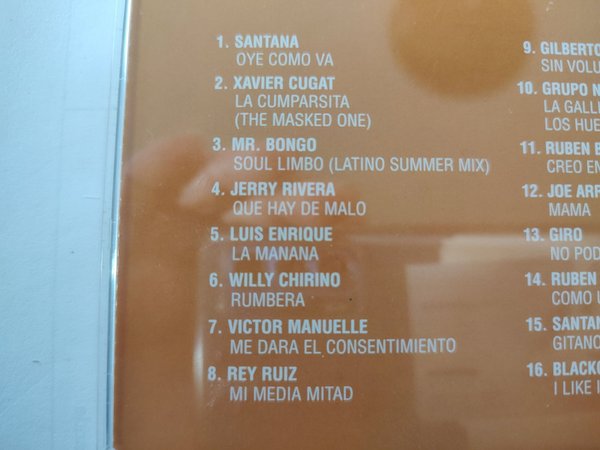 1. SANTANA
OYE COMO VA
2. XAVIER CUGAT
LA CUMPARSITA
(THE MASKED ONE)
3. MR. BONGO
SOUL LIMBO (LATINO SUMMER MIX)
4. JERRY RIVERA
QUE HAY DE MALO
5. LUIS ENRIQUE
LA MANANA
6. WILLY CHIRINO
RUMBERA
7. VICTOR MANUELLE
ME DARA EL CONSENTIMIENTO
8. REY RUIZ
MI MEDIA MITAD
9. GILBERTO
SIN VOLU
10. GRUPO N
LA GALLI
LOS HUE
11. RUBEN B
CREO EN
12. JOE ARR
MAMA
13. GIRO
NO POD
14. RUBEN
COMO U
15. SANTAN
GITANO
16. BLACKO
I LIKE I